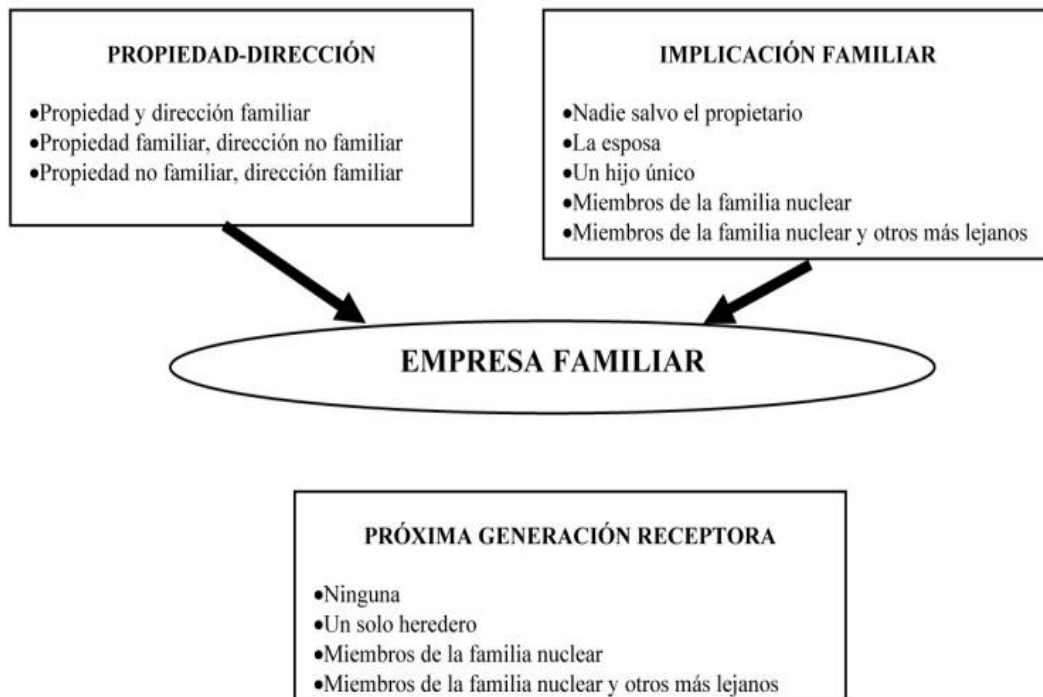 PROPIEDAD-DIRECCIÓN
•Propiedad y dirección familiar
•Propiedad familiar, dirección no familiar
•Propiedad no familiar, dirección familiar
IMPLICACIÓN FAMILIAR
•Nadie salvo el propietario
•La esposa
•Un hijo único
•Miembros de la familia nuclear
•Miembros de la familia nuclear y otros más lejanos
EMPRESA FAMILIAR
PRÓXIMA GENERACIÓN RECEPTORA
•Ninguna
•Un solo heredero
•Miembros de la familia nuclear
•Miembros de la familia nuclear y otros más lejanos